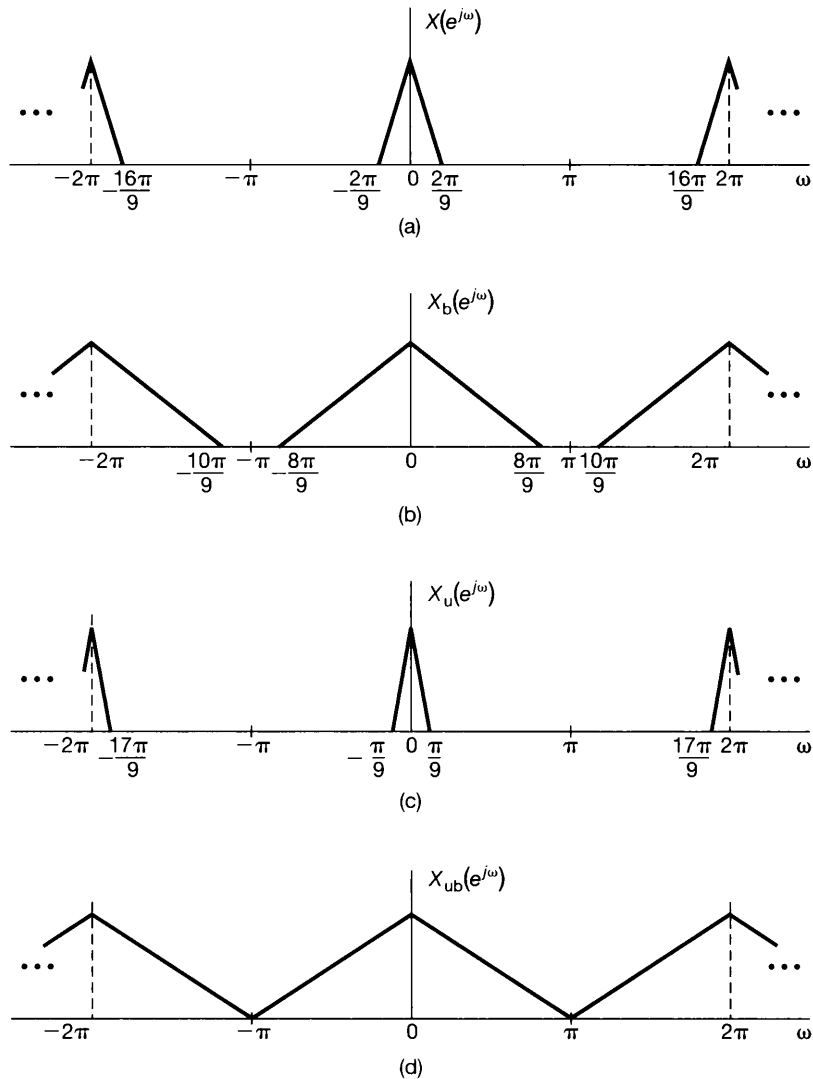 X(e^{jω})
... ...
−2π −16π/9 −π −2π/9 0 2π/9 π 16π/9 2π ω
(a)
X_b(e^{jω})
... ...
−2π −10π/9 −π −8π/9 0 8π/9 π 10π/9 2π ω
(b)
X_u(e^{jω})
... ...
−2π −17π/9 −π −π/9 0 π/9 π 17π/9 2π ω
(c)
X_{ub}(e^{jω})
... ...
−2π −π 0 π 2π ω
(d)